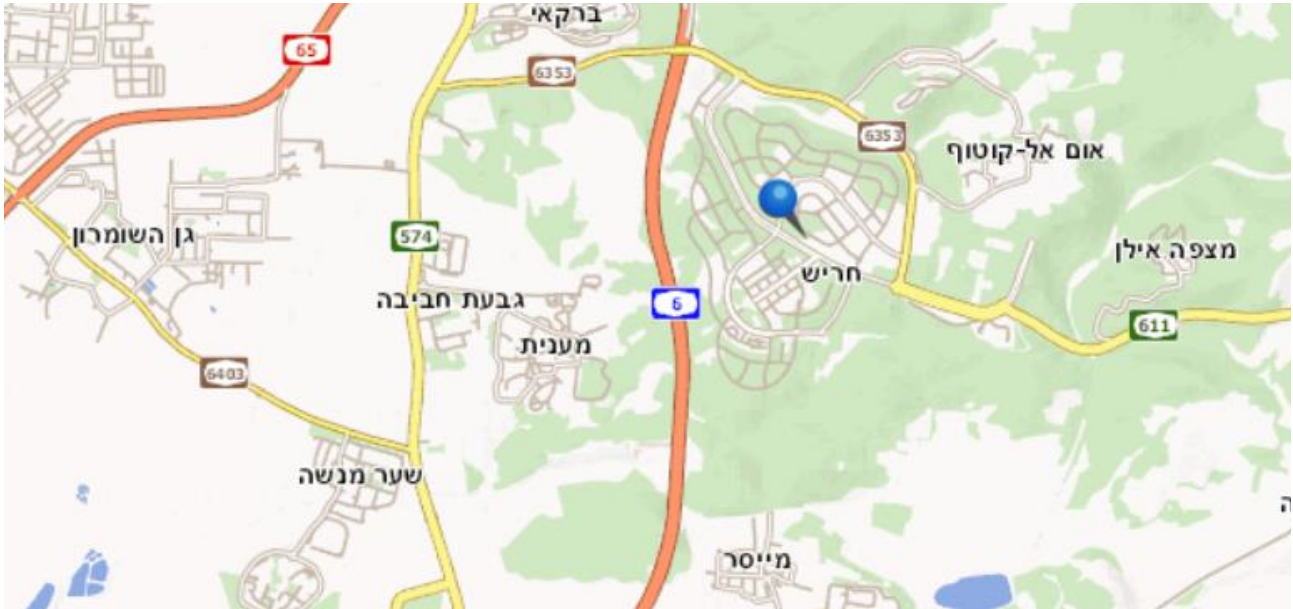 ברקאי
65
6353
6353
אום אל-קוטוף
גן השומרון
574
מצפה אילן
חריש
גבעת חביבה
6
611
מענית
6403
שער מנשה
מייסר